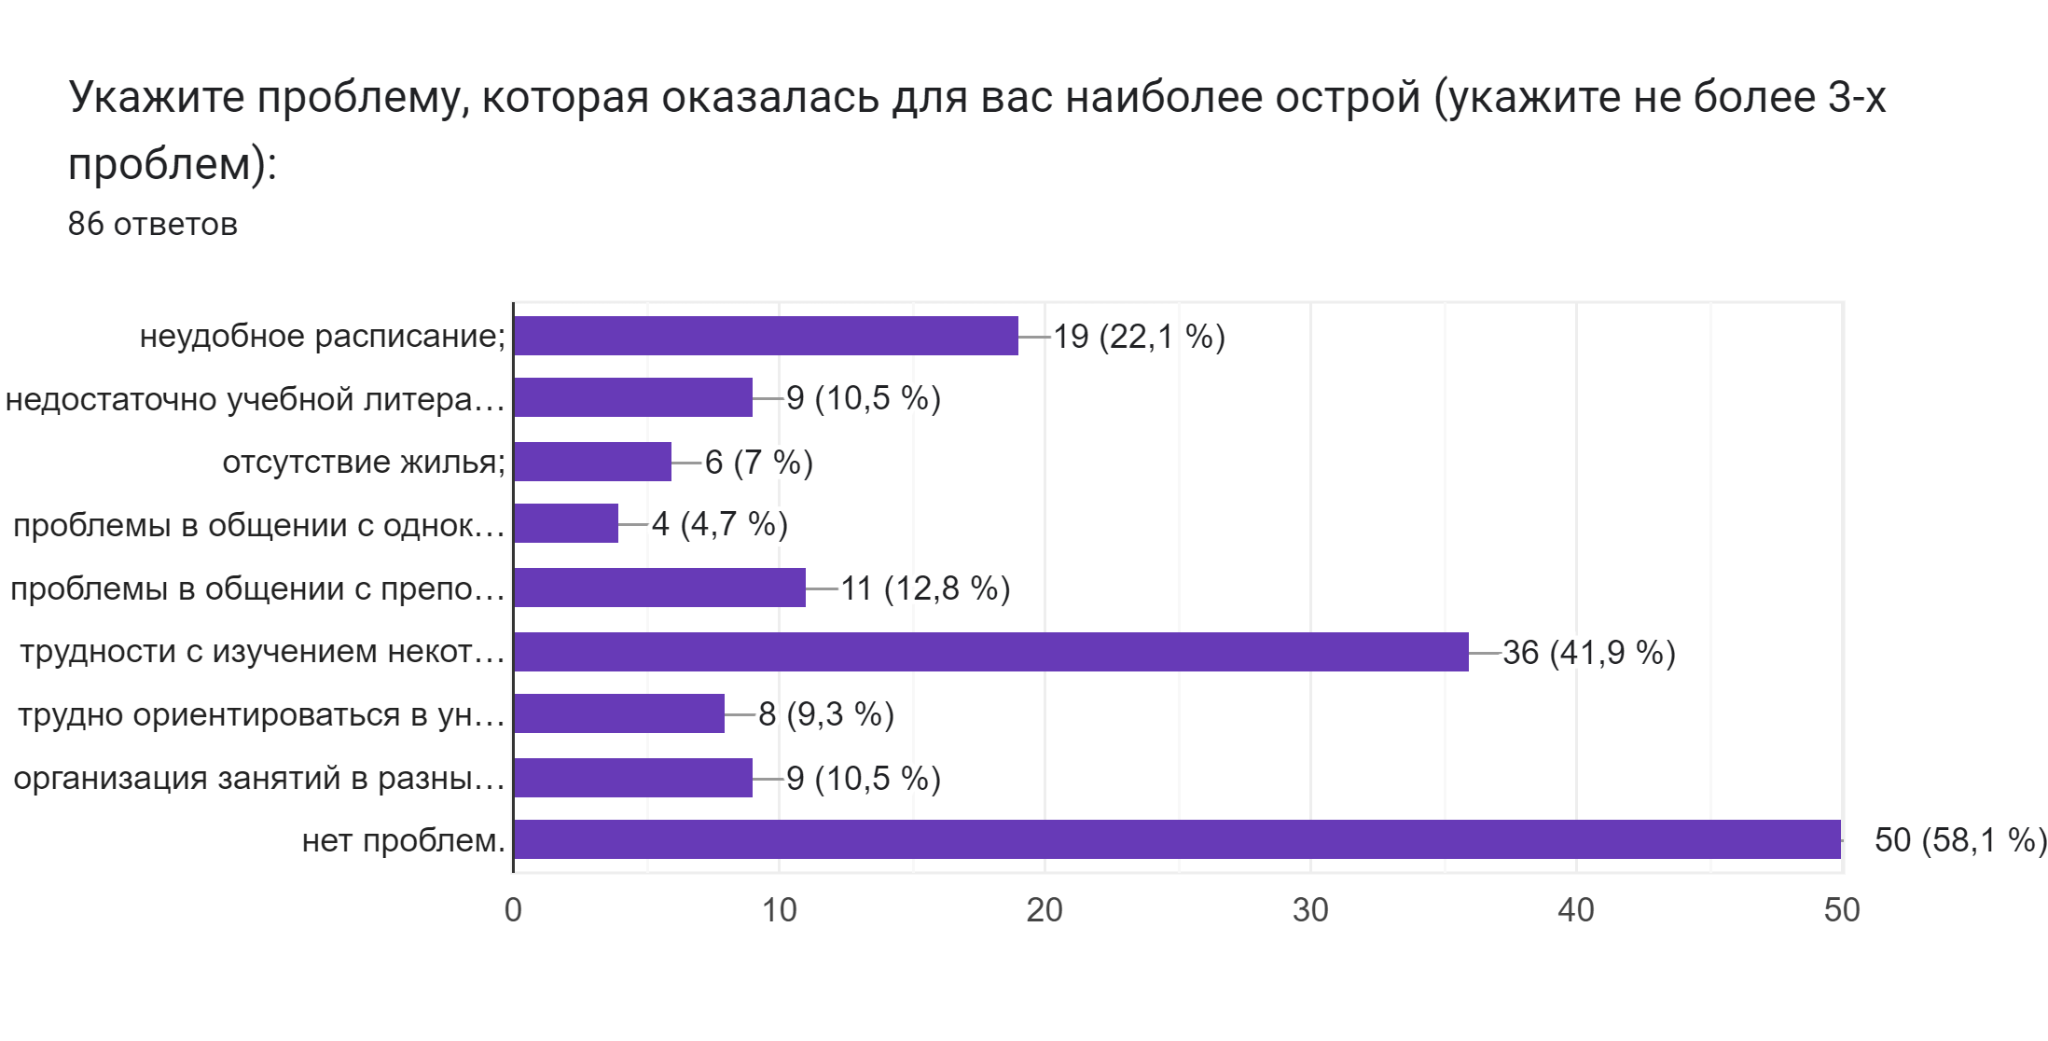 Укажите проблему, которая оказалась для вас наиболее острой (укажите не более 3-х
проблем):
86 ответов
неудобное расписание;
19 (22,1 %)
недостаточно учебной литера…
9 (10,5 %)
отсутствие жилья;
6 (7 %)
проблемы в общении с однок…
4 (4,7 %)
проблемы в общении с препо…
11 (12,8 %)
трудности с изучением некот…
36 (41,9 %)
трудно ориентироваться в ун…
8 (9,3 %)
организация занятий в разны…
9 (10,5 %)
нет проблем.
50 (58,1 %)
0 10 20 30 40 50